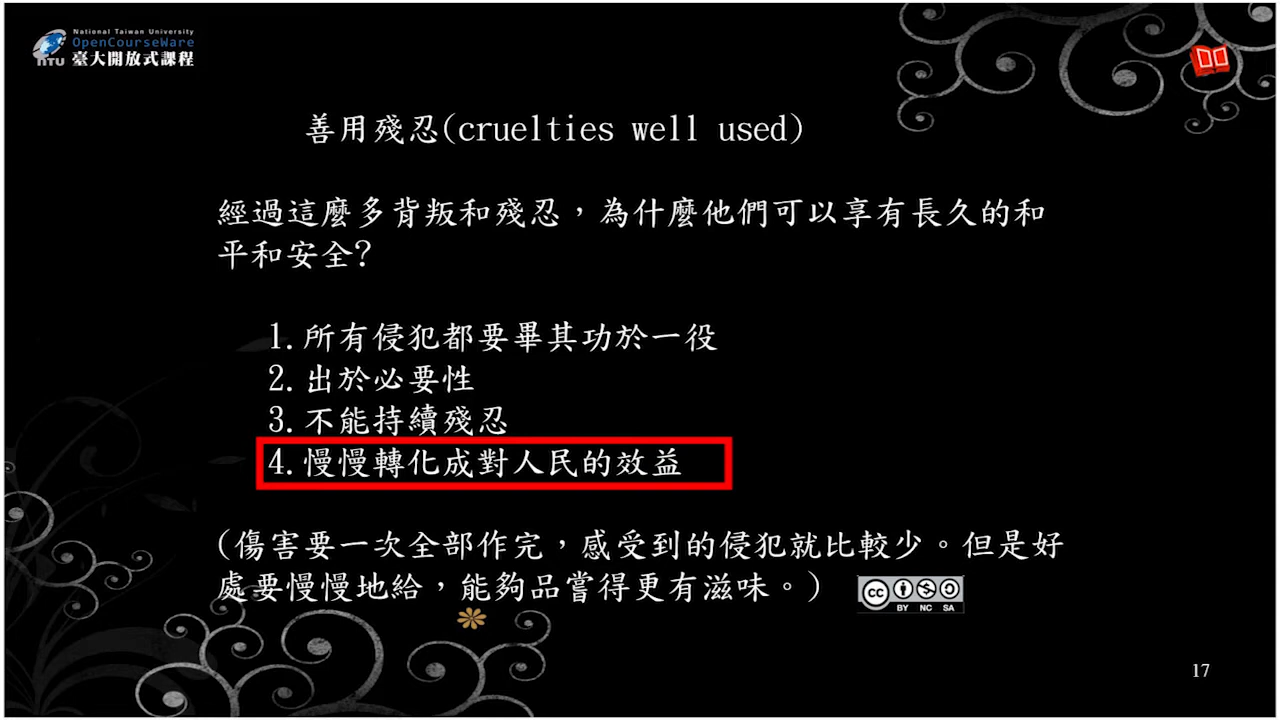 National Taiwan University
OpenCourseWare
NTU 臺大開放式課程
善用殘忍(cruelties well used)
經過這麼多背叛和殘忍，為什麼他們可以享有長久的和
平和安全?
1.所有侵犯都要畢其功於一役
2.出於必要性
3.不能持續殘忍
4.慢慢轉化成對人民的效益
(傷害要一次全部作完，感受到的侵犯就比較少。但是好
處要慢慢地給，能夠品嘗得更有滋味。)
cc BY NC SA
17